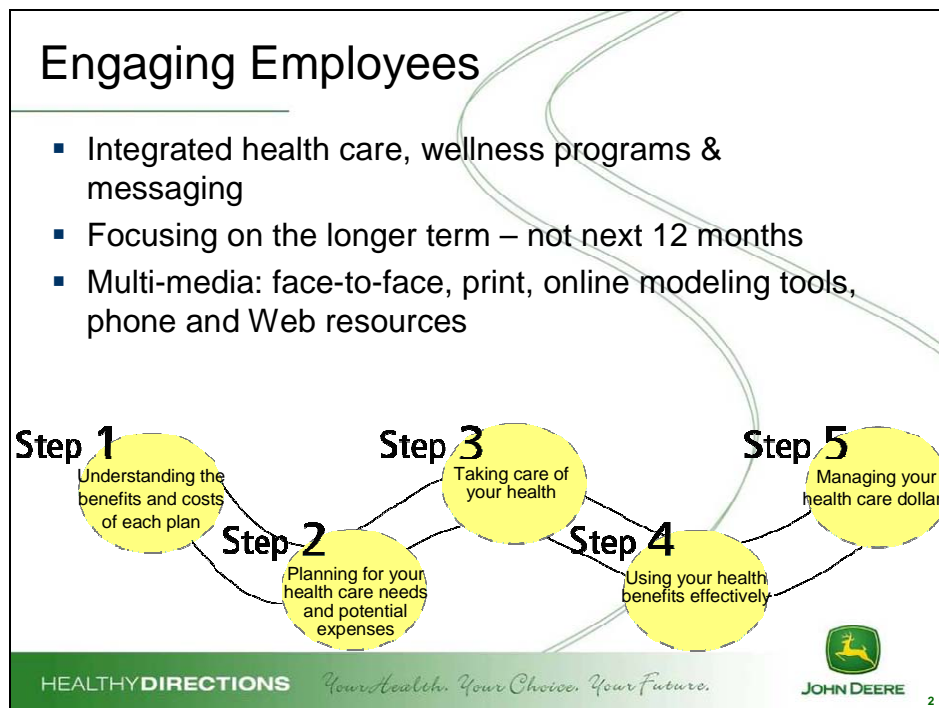 Engaging Employees
Integrated health care, wellness programs &
messaging
Focusing on the longer term – not next 12 months
Multi-media: face-to-face, print, online modeling tools,
phone and Web resources
Step 1
Understanding the
benefits and costs
of each plan
Step 2
Planning for your
health care needs
and potential
expenses
Step 3
Taking care of
your health
Step 4
Using your health
benefits effectively
Step 5
Managing your
health care dollar
HEALTHYDIRECTIONS
Your Health. Your Choice. Your Future.
JOHN DEERE
2